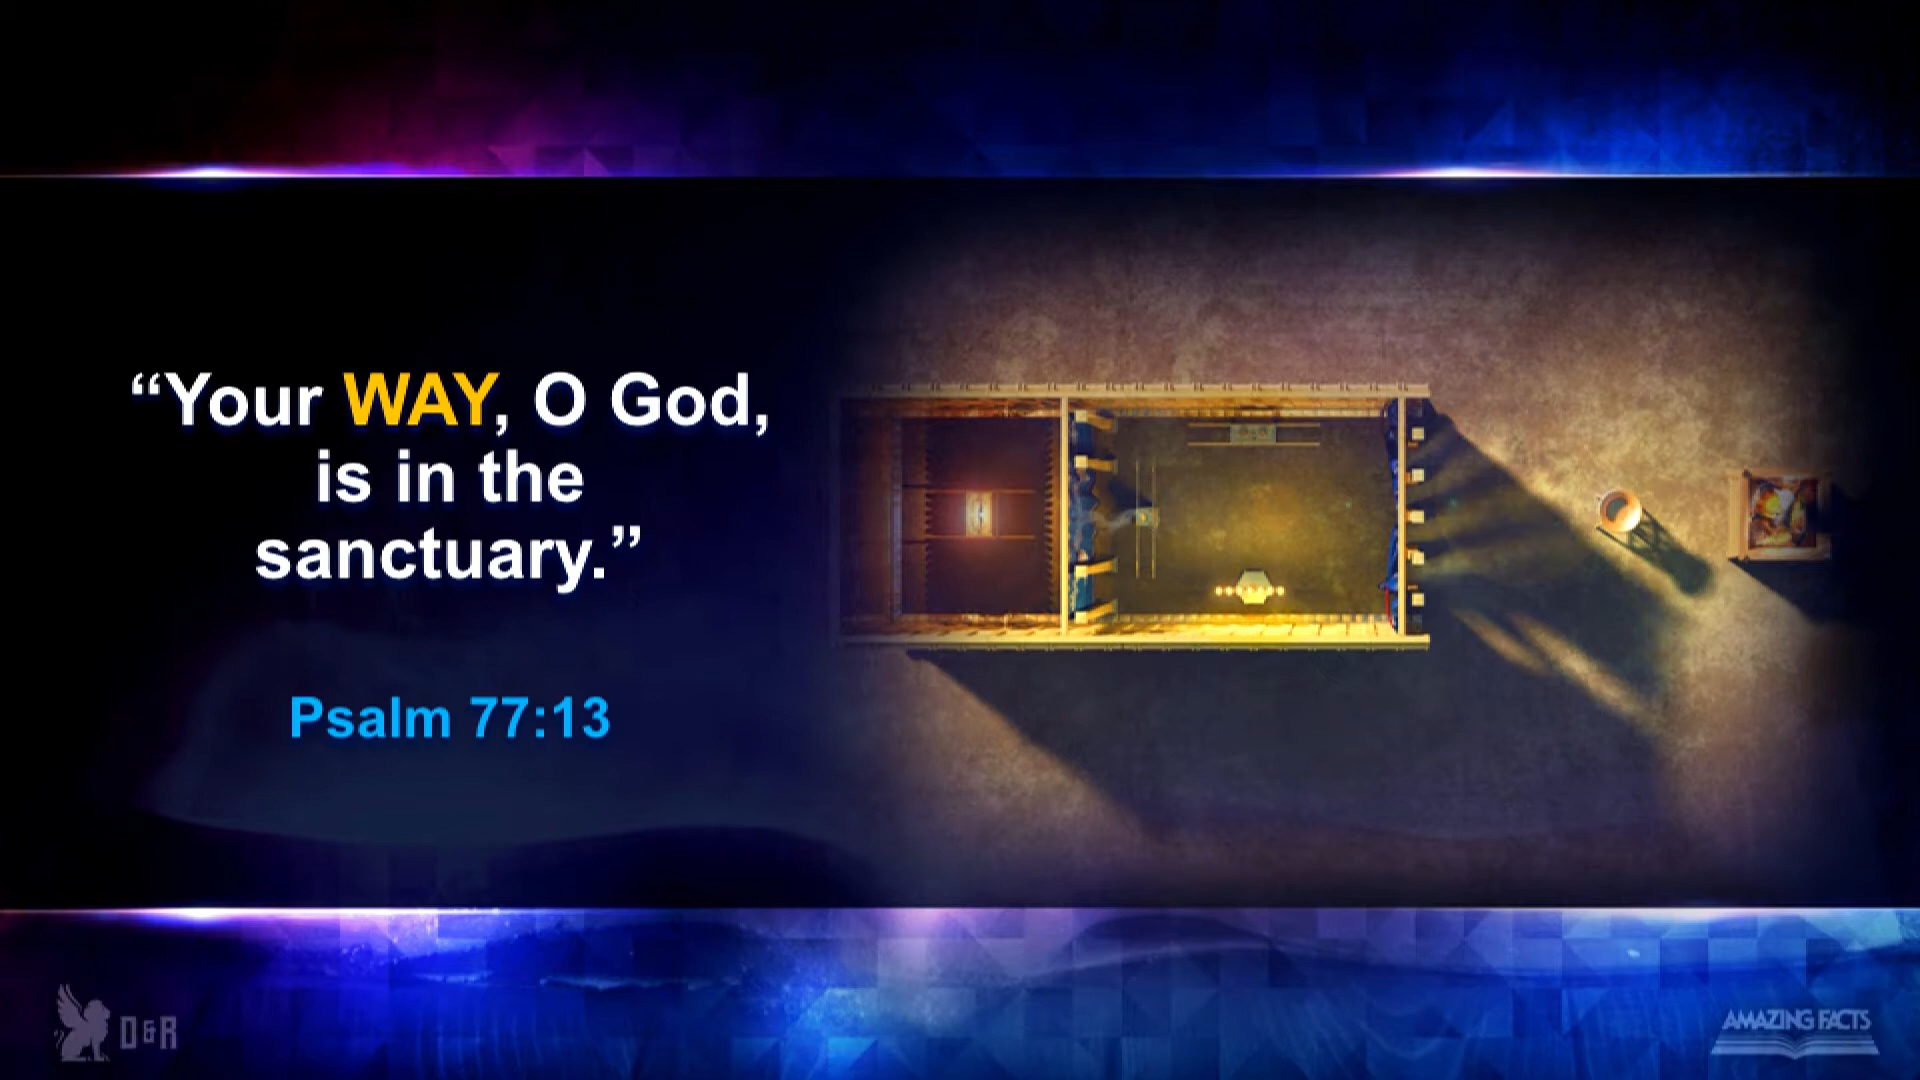 “Your WAY, O God,
is in the
sanctuary.”
Psalm 77:13
D&R
AMAZING FACTS